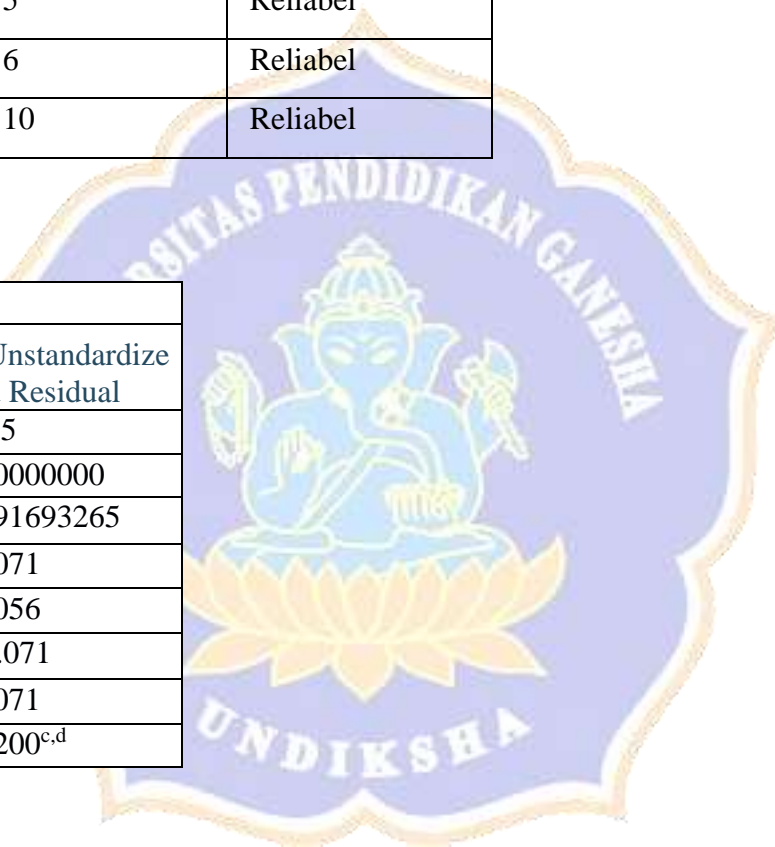 5 Reliabel
6 Reliabel
10 Reliabel
RSITAS PENDIDIKAN GANESHA
Unstandardize
Residual
5
0000000
91693265
071
056
.071
071
200c,d
UNDIKSHA